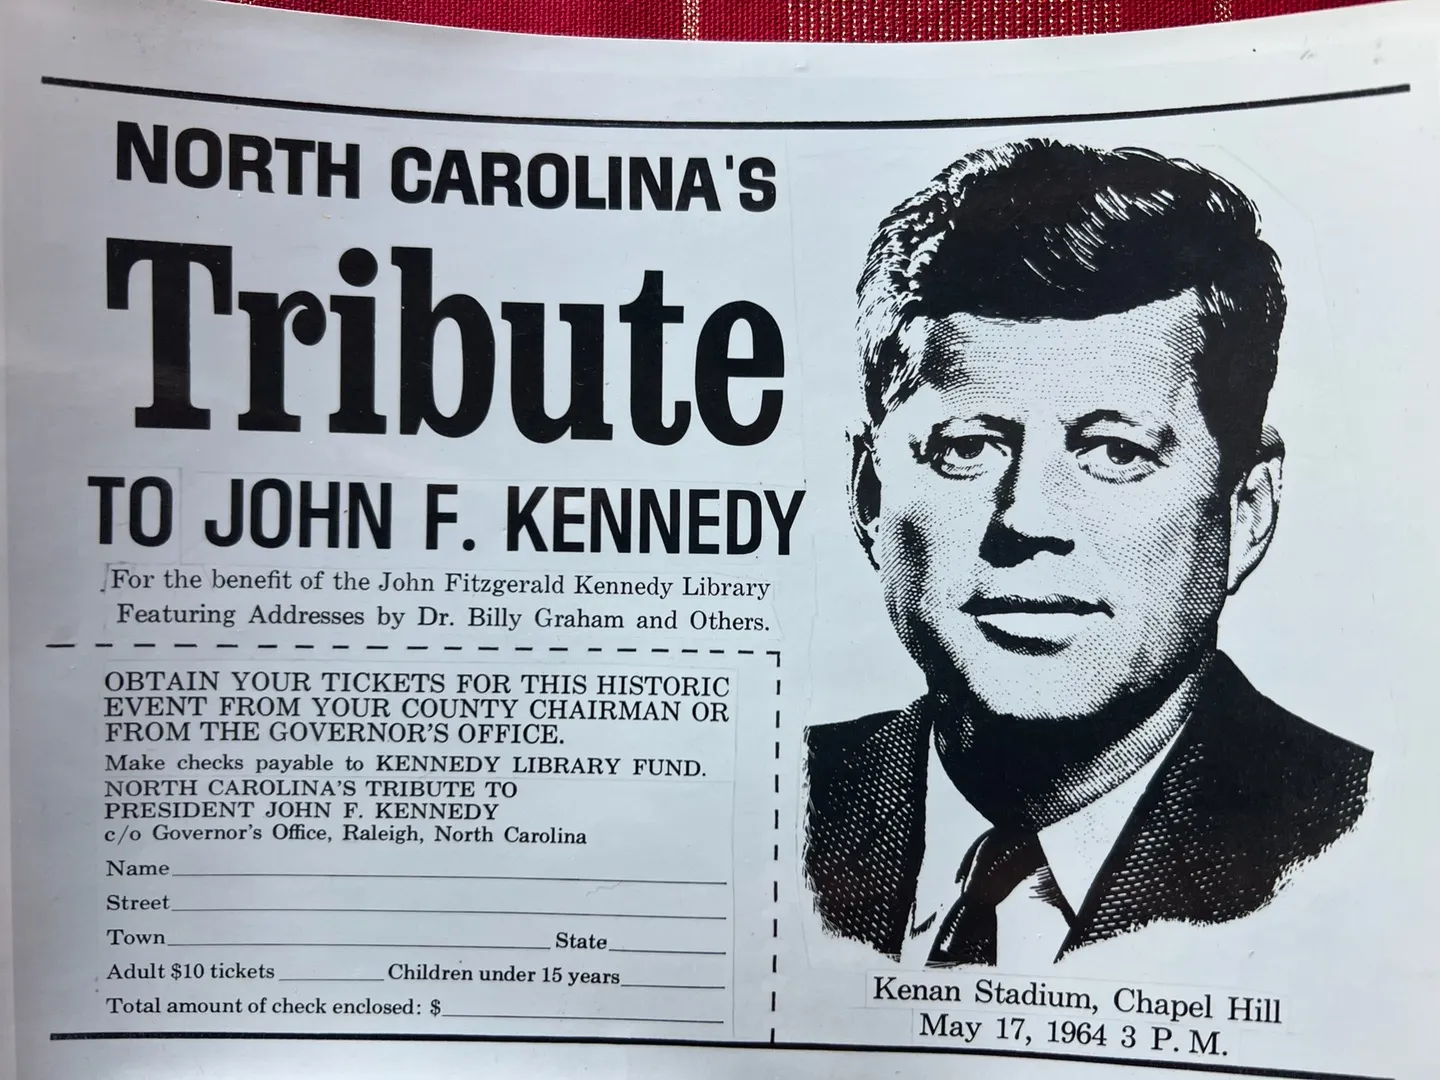 NORTH CAROLINA'S
Tribute
TO JOHN F. KENNEDY
For the benefit of the John Fitzgerald Kennedy Library
Featuring Addresses by Dr. Billy Graham and Others.
OBTAIN YOUR TICKETS FOR THIS HISTORIC
EVENT FROM YOUR COUNTY CHAIRMAN OR
FROM THE GOVERNOR'S OFFICE.
Make checks payable to KENNEDY LIBRARY FUND.
NORTH CAROLINA'S TRIBUTE TO
PRESIDENT JOHN F. KENNEDY
c/o Governor's Office, Raleigh, North Carolina
Name
Street
Town State
Adult $10 tickets Children under 15 years
Total amount of check enclosed: $
Kenan Stadium, Chapel Hill
May 17, 1964 3 P. M.